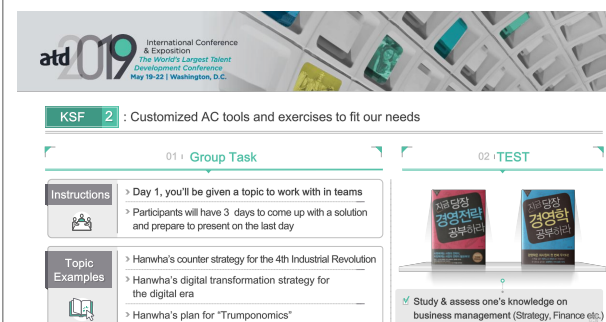 atd 2019
International Conference
& Exposition
The World's Largest Talent
Development Conference
May 19-22 | Washington, D.C.
KSF 2 : Customized AC tools and exercises to fit our needs
01 Group Task
Instructions
> Day 1, you'll be given a topic to work with in teams
> Participants will have 3 days to come up with a solution
and prepare to present on the last day
Topic
Examples
> Hanwha's counter strategy for the 4th Industrial Revolution
> Hanwha's digital transformation strategy for
the digital era
> Hanwha's plan for "Trumponomics"
02 TEST
지금 당장
경영전략
공부하라
지금 당장
경영학
공부하라
Study & assess one's knowledge on
business management (Strategy, Finance etc.)